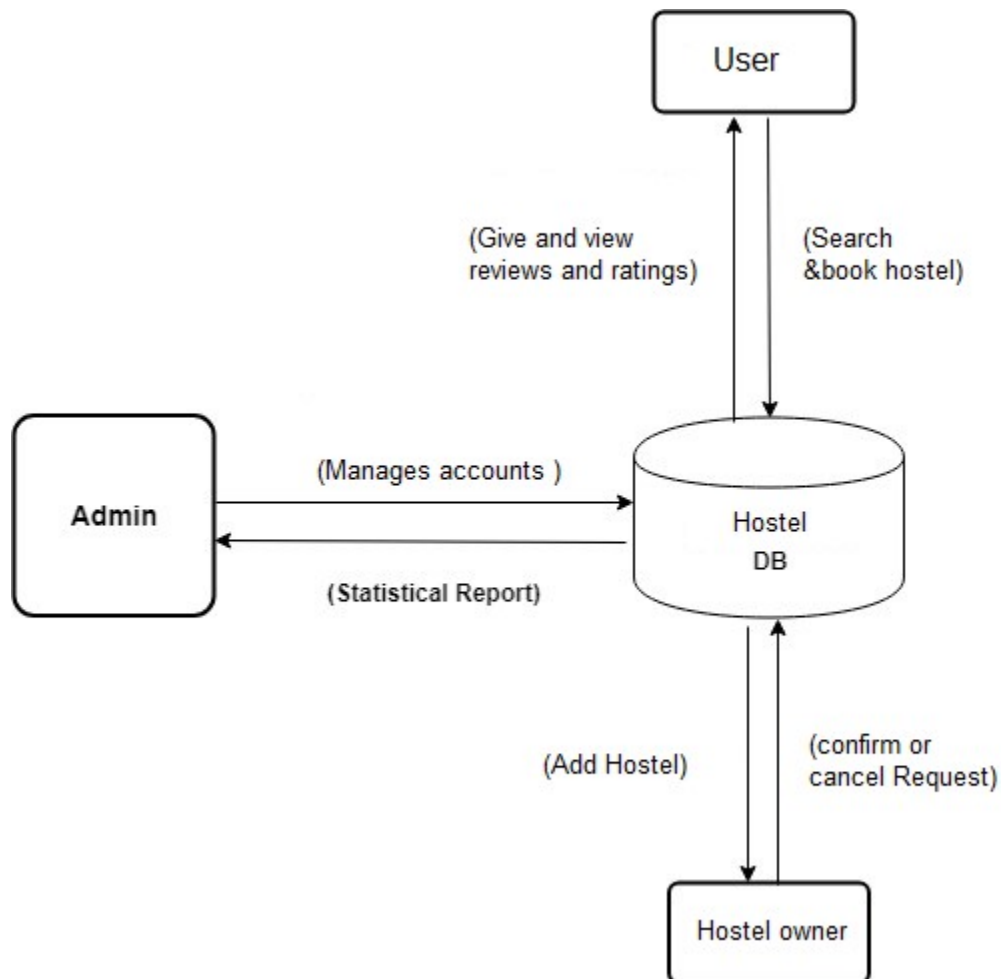 User
(Give and view
reviews and ratings)
(Search
&book hostel)
(Manages accounts )
Admin
Hostel
DB
(Statistical Report)
(Add Hostel)
(confirm or
cancel Request)
Hostel owner